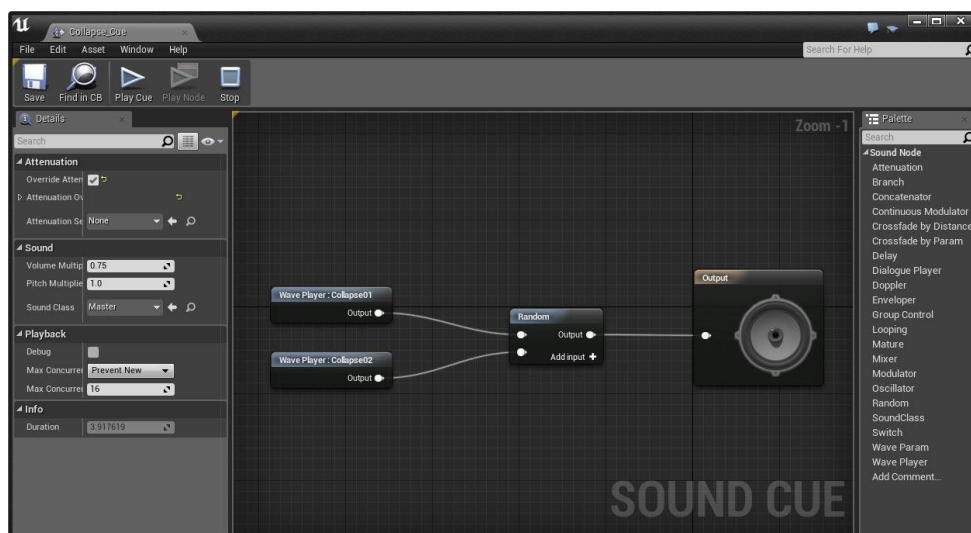 Collapse_Cue
File Edit Asset Window Help
Search For Help
Save Find in CB Play Cue Play Node Stop
Details
Search
Attenuation
Override Atten
Attenuation Ov
Attenuation Se None
Sound
Volume Multip 0.75
Pitch Multiplie 1.0
Sound Class Master
Playback
Debug
Max Concurre Prevent New
Max Concurre 16
Info
Duration 3.917619
Zoom -1
Wave Player : Collapse01
Output
Wave Player : Collapse02
Output
Random
Output
Add input
Output
SOUND CUE
Palette
Search
Sound Node
Attenuation
Branch
Concatenator
Continuous Modulator
Crossfade by Distance
Crossfade by Param
Delay
Dialogue Player
Doppler
Enveloper
Group Control
Looping
Mature
Mixer
Modulator
Oscillator
Random
SoundClass
Switch
Wave Param
Wave Player
Add Comment...